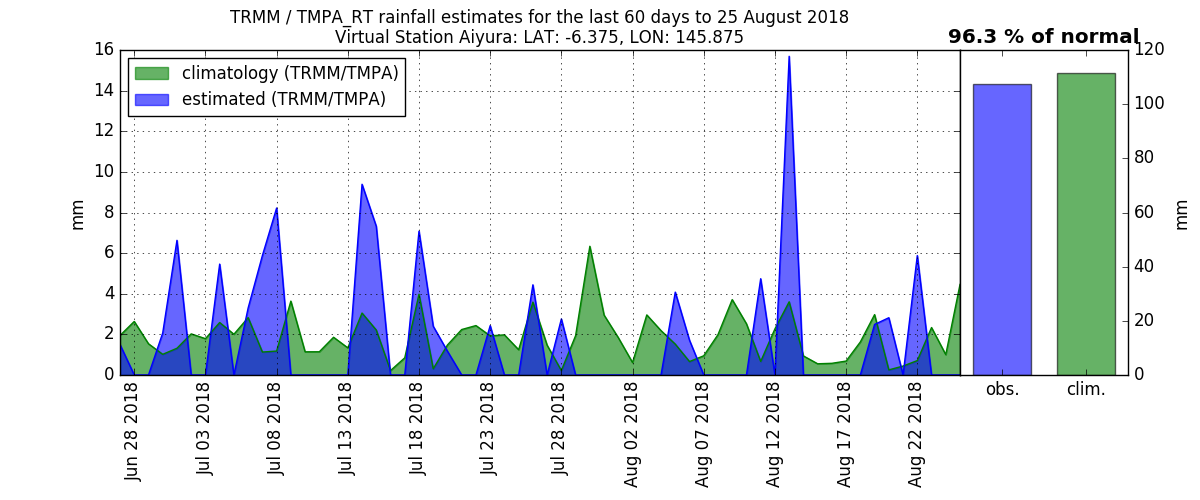 TRMM / TMPA_RT rainfall estimates for the last 60 days to 25 August 2018
Virtual Station Aiyura: LAT: -6.375, LON: 145.875
96.3 % of normal
climatology (TRMM/TMPA)
estimated (TRMM/TMPA)
mm
16
14
12
10
8
6
4
2
0
Jun 28 2018
Jul 03 2018
Jul 08 2018
Jul 13 2018
Jul 18 2018
Jul 23 2018
Jul 28 2018
Aug 02 2018
Aug 07 2018
Aug 12 2018
Aug 17 2018
Aug 22 2018
obs.
clim.
120
100
80
60
40
20
0
mm